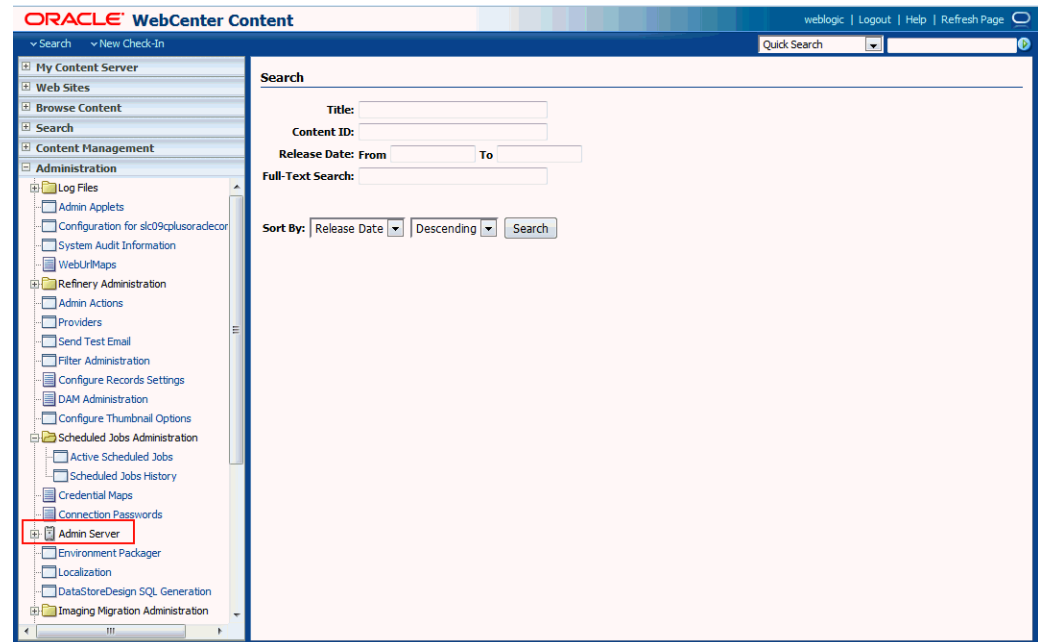 ORACLE WebCenter Content
weblogic | Logout | Help | Refresh Page
Search New Check-In
Quick Search
My Content Server
Web Sites
Browse Content
Search
Content Management
Administration
Log Files
Admin Applets
Configuration for slc09cplusoraclecor
System Audit Information
WebUrlMaps
Refinery Administration
Admin Actions
Providers
Send Test Email
Filter Administration
Configure Records Settings
DAM Administration
Configure Thumbnail Options
Scheduled Jobs Administration
Active Scheduled Jobs
Scheduled Jobs History
Credential Maps
Connection Passwords
Admin Server
Environment Packager
Localization
DataStoreDesign SQL Generation
Imaging Migration Administration
Search
Title:
Content ID:
Release Date: From To
Full-Text Search:
Sort By: Release Date Descending Search